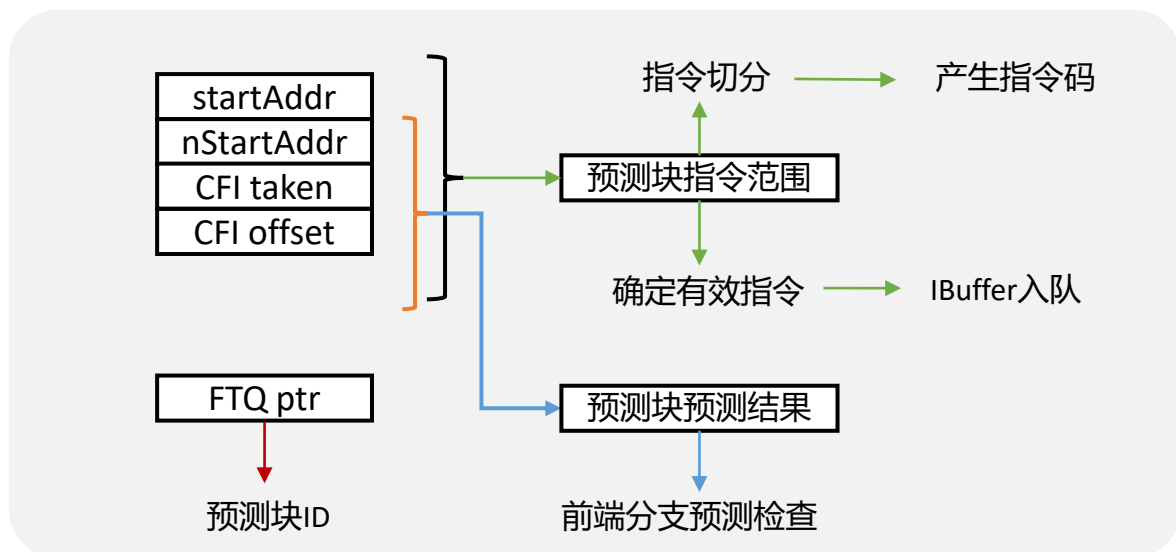 startAddr
nStartAddr
CFI taken
CFI offset
FTQ ptr
预测块ID
指令切分
产生指令码
预测块指令范围
确定有效指令
IBuffer入队
预测块预测结果
前端分支预测检查